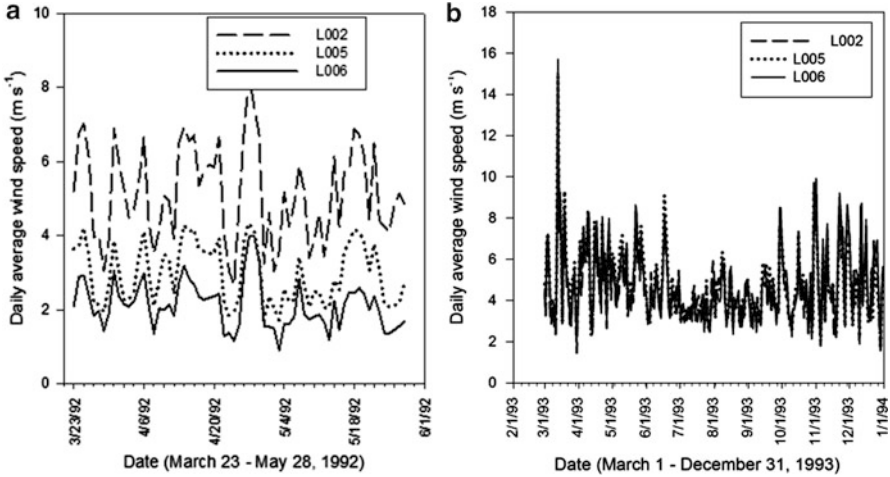 a
Daily average wind speed (m s⁻¹)
10
8
6
4
2
0
L002
L005
L006
3/23/92
4/6/92
4/20/92
5/4/92
5/18/92
6/1/92
Date (March 23 - May 28, 1992)
b
Daily average wind speed (m s⁻¹)
18
16
14
12
10
8
6
4
2
0
L002
L005
L006
2/1/93
3/1/93
4/1/93
5/1/93
6/1/93
7/1/93
8/1/93
9/1/93
10/1/93
11/1/93
12/1/93
1/1/94
Date (March 1 - December 31, 1993)